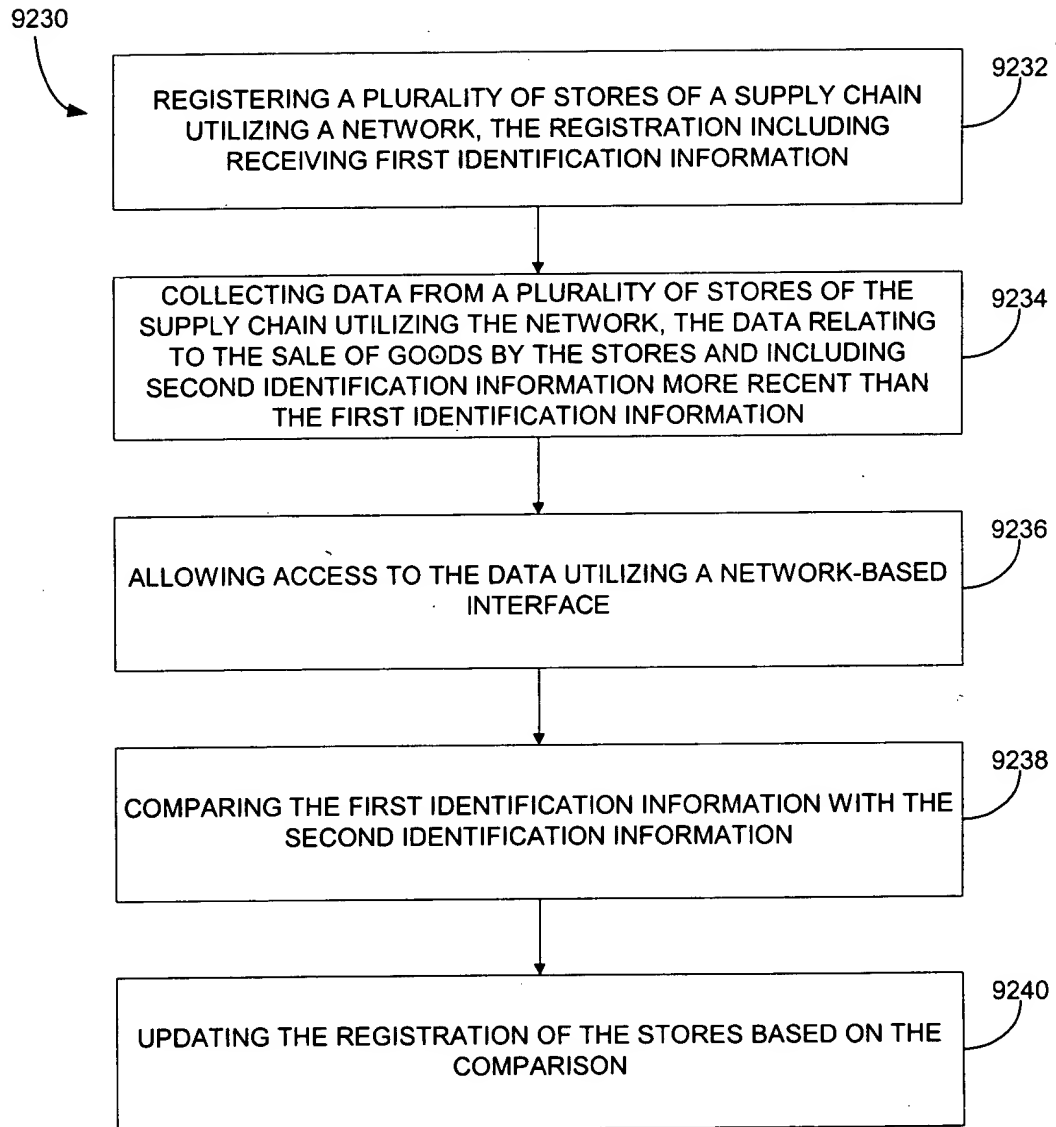 9230
9232
REGISTERING A PLURALITY OF STORES OF A SUPPLY CHAIN
UTILIZING A NETWORK, THE REGISTRATION INCLUDING
RECEIVING FIRST IDENTIFICATION INFORMATION
9234
COLLECTING DATA FROM A PLURALITY OF STORES OF THE
SUPPLY CHAIN UTILIZING THE NETWORK, THE DATA RELATING
TO THE SALE OF GOODS BY THE STORES AND INCLUDING
SECOND IDENTIFICATION INFORMATION MORE RECENT THAN
THE FIRST IDENTIFICATION INFORMATION
9236
ALLOWING ACCESS TO THE DATA UTILIZING A NETWORK-BASED
INTERFACE
9238
COMPARING THE FIRST IDENTIFICATION INFORMATION WITH THE
SECOND IDENTIFICATION INFORMATION
9240
UPDATING THE REGISTRATION OF THE STORES BASED ON THE
COMPARISON